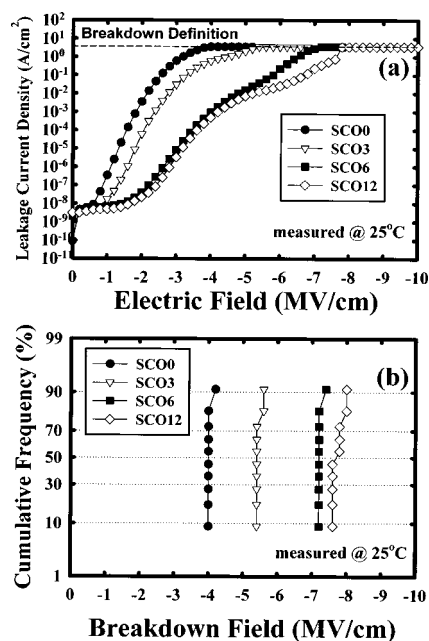 Breakdown Definition
(a)
Leakage Current Density (A/cm²)
10²
10¹
10⁰
10⁻¹
10⁻²
10⁻³
10⁻⁴
10⁻⁵
10⁻⁶
10⁻⁷
10⁻⁸
10⁻⁹
10⁻¹⁰
10⁻¹¹
SCO0
SCO3
SCO6
SCO12
measured @ 25°C
0 -1 -2 -3 -4 -5 -6 -7 -8 -9 -10
Electric Field (MV/cm)
(b)
Cumulative Frequency (%)
99
90
70
50
30
10
1
SCO0
SCO3
SCO6
SCO12
measured @ 25°C
0 -1 -2 -3 -4 -5 -6 -7 -8 -9 -10
Breakdown Field (MV/cm)